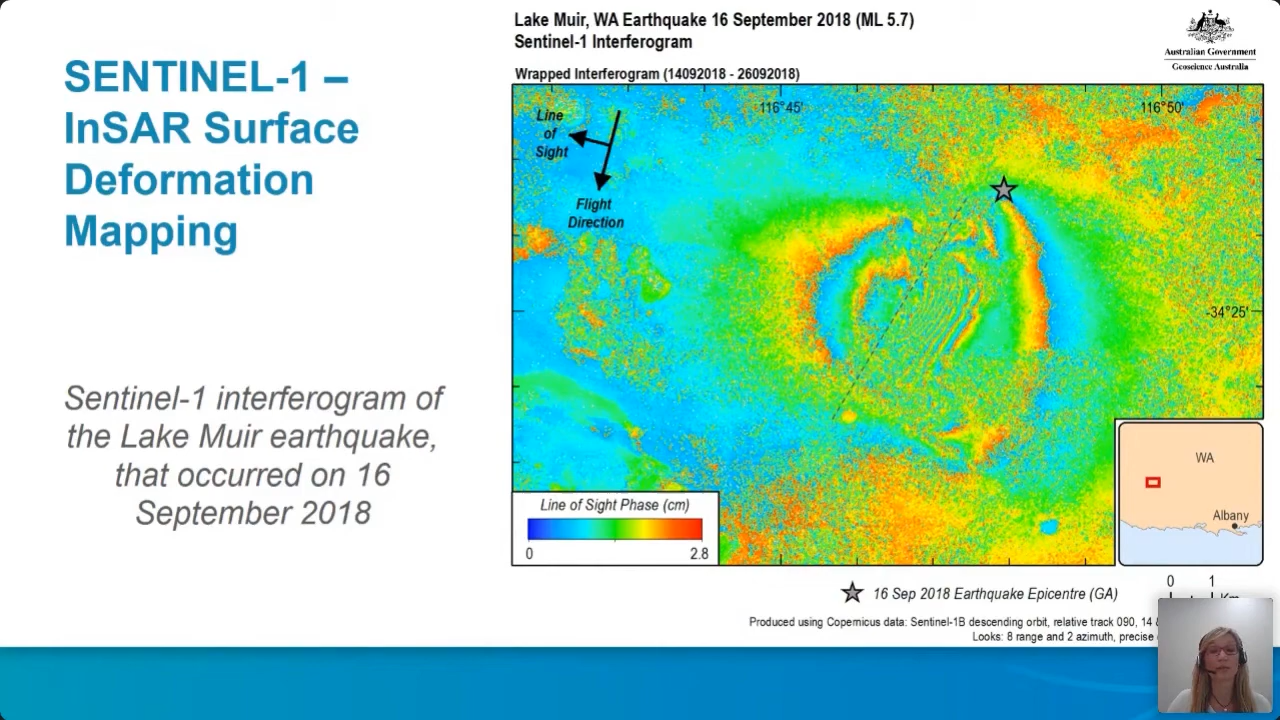 SENTINEL-1 –
InSAR Surface
Deformation
Mapping
Sentinel-1 interferogram of
the Lake Muir earthquake,
that occurred on 16
September 2018
Lake Muir, WA Earthquake 16 September 2018 (ML 5.7)
Sentinel-1 Interferogram
Wrapped Interferogram (14092018 - 26092018)
Australian Government
Geoscience Australia
116°45'
116°50'
Line
of
Sight
Flight
Direction
-34°25'
Line of Sight Phase (cm)
0
2.8
WA
Albany
16 Sep 2018 Earthquake Epicentre (GA)
0 1
Produced using Copernicus data: Sentinel-1B descending orbit, relative track 090, 14
Looks: 8 range and 2 azimuth, precise